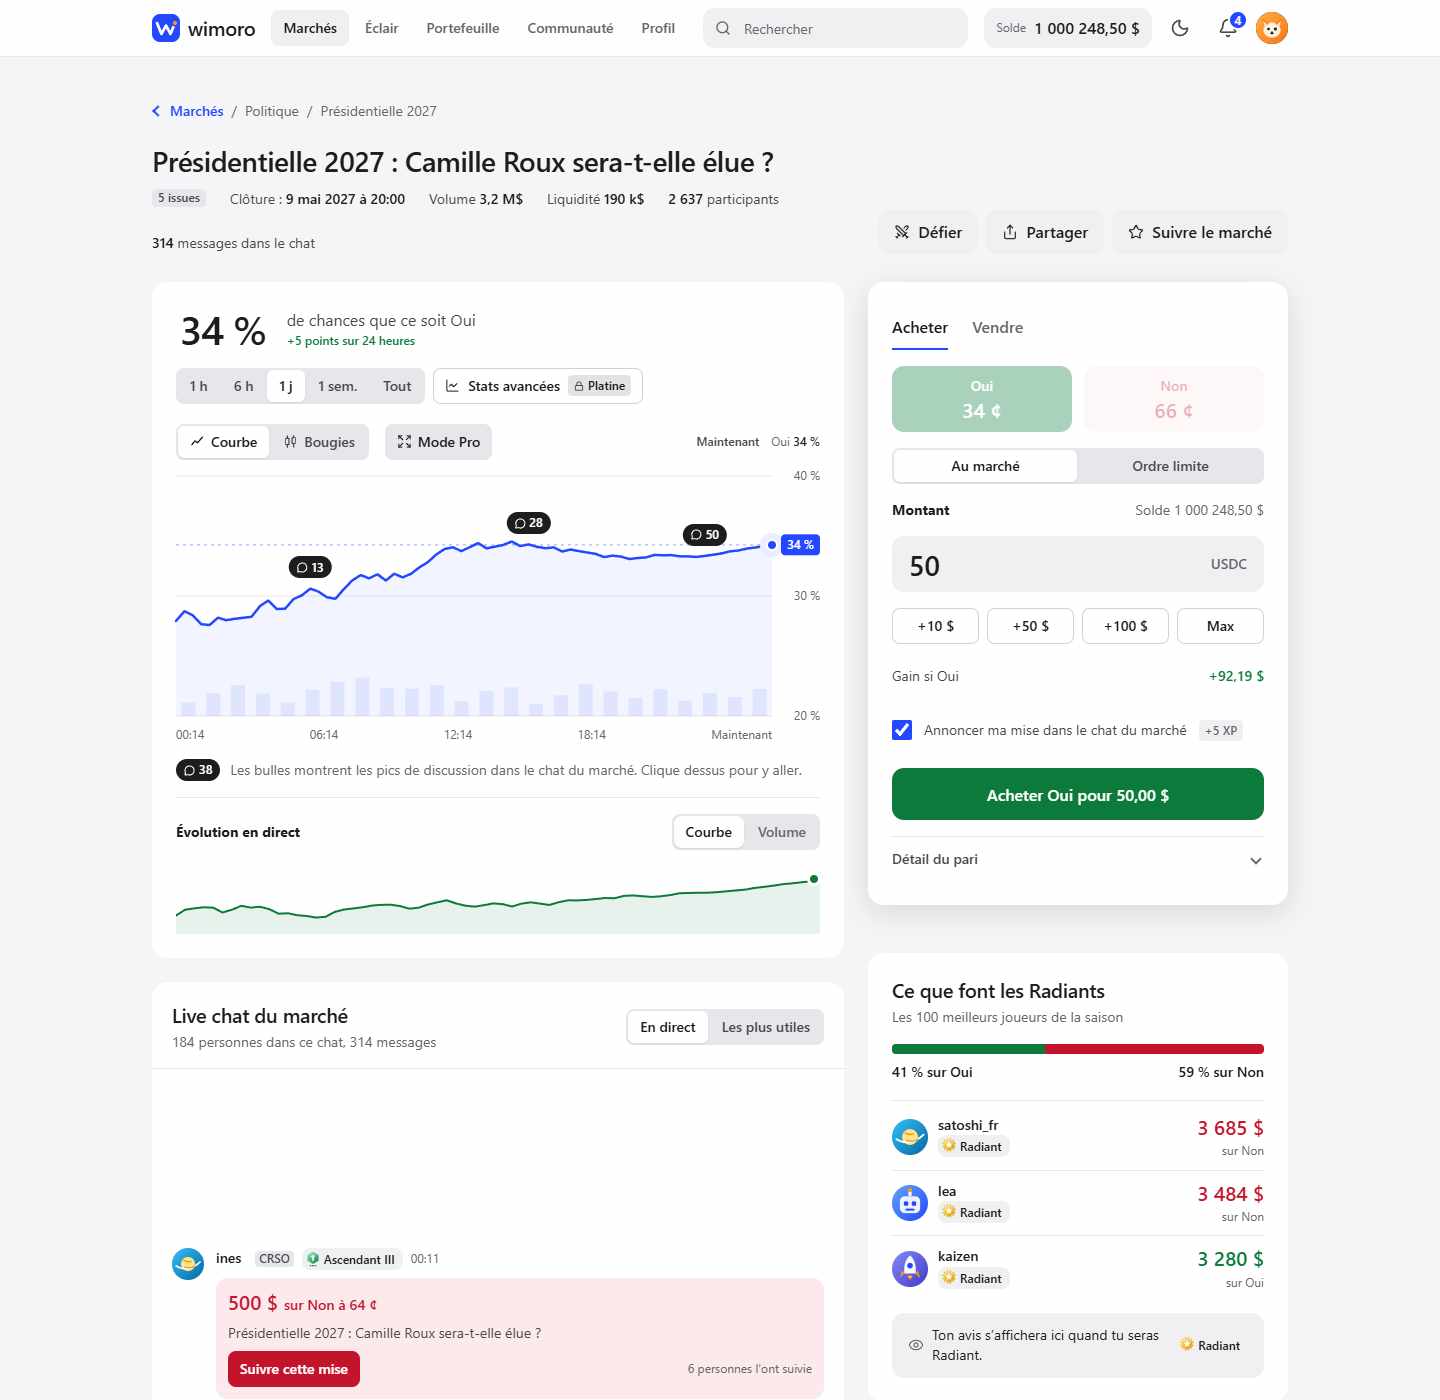 wimoro
Marchés
Éclair
Portefeuille
Communauté
Profil
Rechercher
Solde 1 000 248,50 $
4
Marchés / Politique / Présidentielle 2027
Présidentielle 2027 : Camille Roux sera-t-elle élue ?
5 issues
Clôture : 9 mai 2027 à 20:00
Volume 3,2 M$
Liquidité 190 k$
2 637 participants
314 messages dans le chat
Défier
Partager
Suivre le marché
34 %
de chances que ce soit Oui
+5 points sur 24 heures
1 h
6 h
1 j
1 sem.
Tout
Stats avancées
Platine
Courbe
Bougies
Mode Pro
Maintenant Oui 34 %
40 %
28
50
34 %
13
30 %
20 %
00:14
06:14
12:14
18:14
Maintenant
38
Les bulles montrent les pics de discussion dans le chat du marché. Clique dessus pour y aller.
Évolution en direct
Courbe
Volume
Acheter
Vendre
Oui
34 ¢
Non
66 ¢
Au marché
Ordre limite
Montant
Solde 1 000 248,50 $
50
USDC
+10 $
+50 $
+100 $
Max
Gain si Oui
+92,19 $
Annoncer ma mise dans le chat du marché
+5 XP
Acheter Oui pour 50,00 $
Détail du pari
Live chat du marché
184 personnes dans ce chat, 314 messages
En direct
Les plus utiles
ines
CRSO
Ascendant III
00:11
500 $ sur Non à 64 ¢
Présidentielle 2027 : Camille Roux sera-t-elle élue ?
Suivre cette mise
6 personnes l'ont suivie
Ce que font les Radiants
Les 100 meilleurs joueurs de la saison
41 % sur Oui
59 % sur Non
satoshi_fr
Radiant
3 685 $
sur Non
lea
Radiant
3 484 $
sur Non
kaizen
Radiant
3 280 $
sur Oui
Ton avis s'affichera ici quand tu seras
Radiant.
Radiant